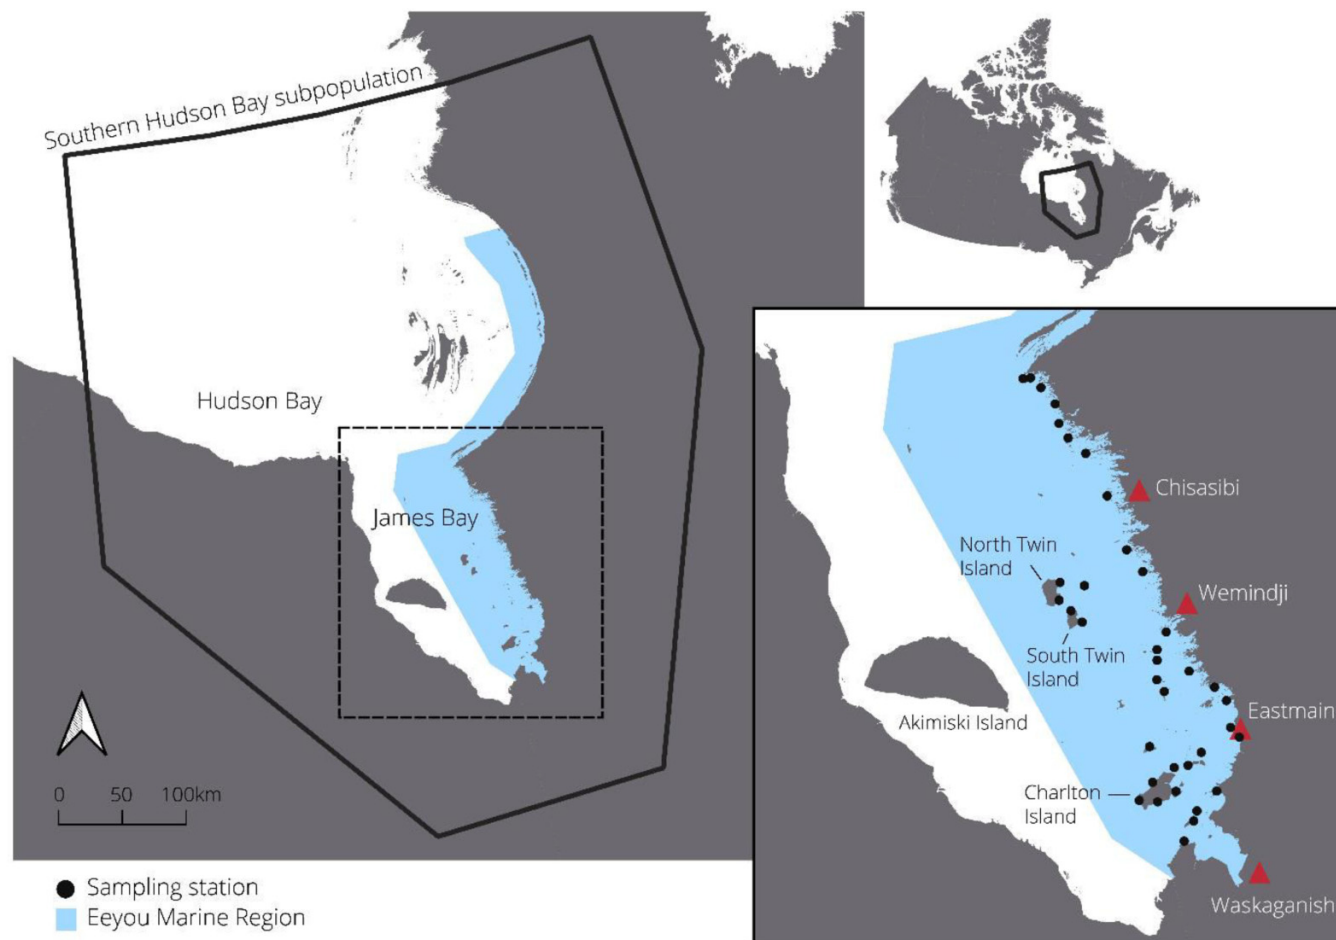 Southern Hudson Bay subpopulation
Hudson Bay
James Bay
0 50 100km
Sampling station
Eeyou Marine Region
Chisasibi
North Twin
Island
Wemindji
South Twin
Island
Akimiski Island
Eastmain
Charlton
Island
Waskaganish